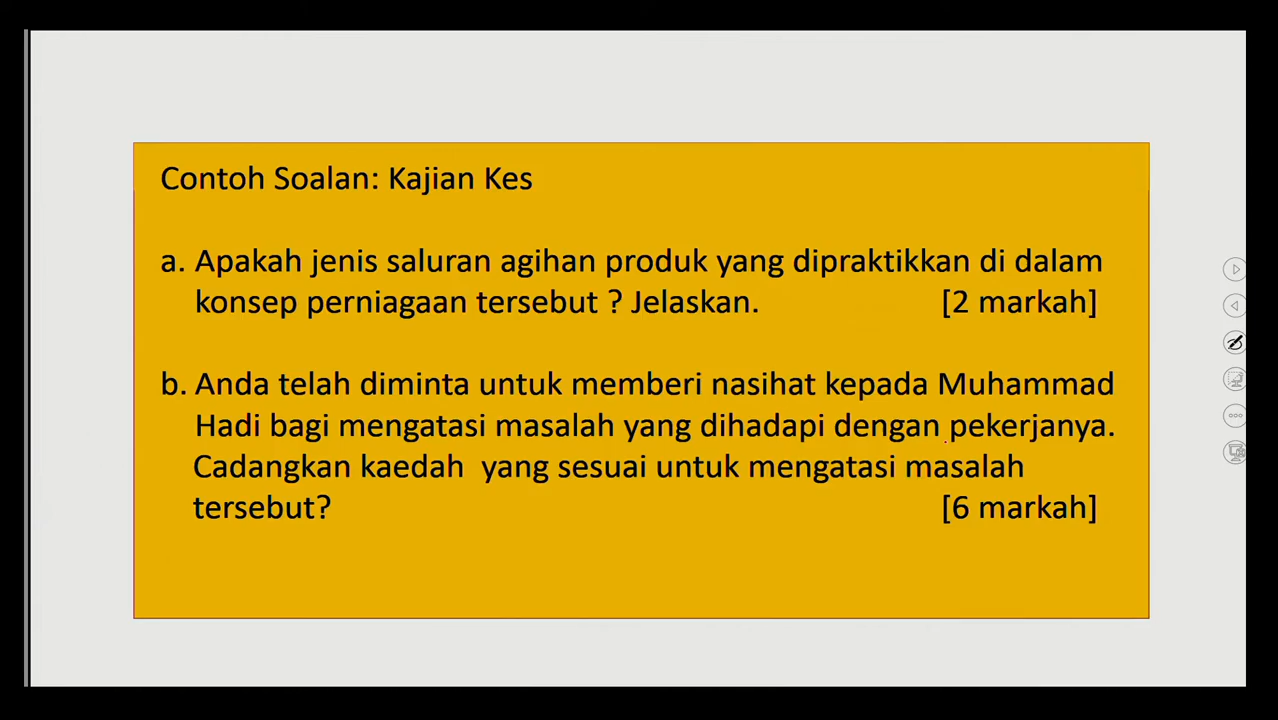 Contoh Soalan: Kajian Kes
a. Apakah jenis saluran agihan produk yang dipraktikkan di dalam
konsep perniagaan tersebut ? Jelaskan. [2 markah]
b. Anda telah diminta untuk memberi nasihat kepada Muhammad
Hadi bagi mengatasi masalah yang dihadapi dengan pekerjanya.
Cadangkan kaedah yang sesuai untuk mengatasi masalah
tersebut? [6 markah]